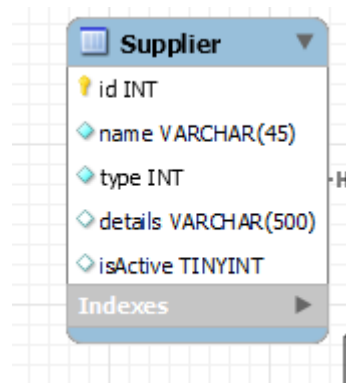 Supplier
id INT
name VARCHAR(45)
type INT
details VARCHAR(500)
isActive TINYINT
Indexes